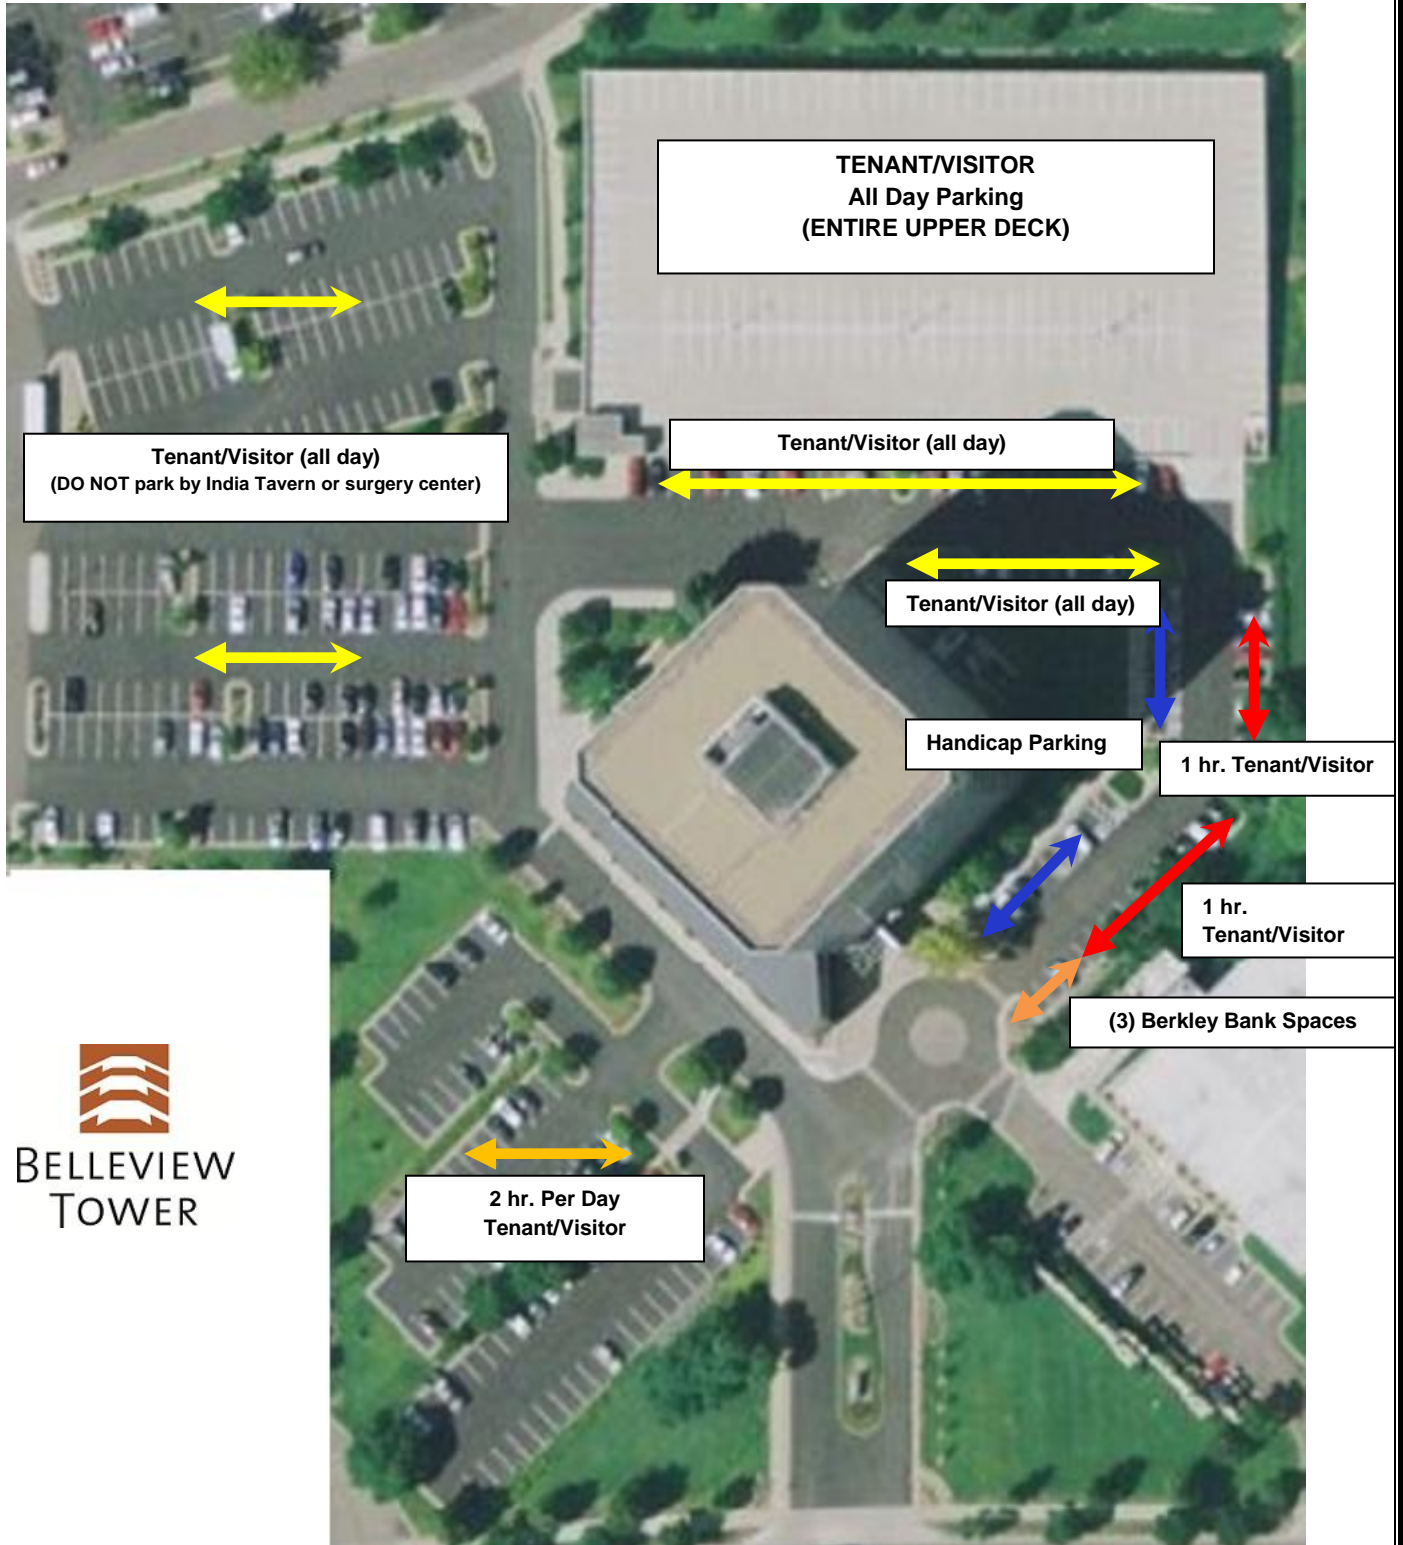 TENANT/VISITOR
All Day Parking
(ENTIRE UPPER DECK)
Tenant/Visitor (all day)
(DO NOT park by India Tavern or surgery center)
Tenant/Visitor (all day)
Tenant/Visitor (all day)
Handicap Parking
1 hr. Tenant/Visitor
1 hr.
Tenant/Visitor
(3) Berkley Bank Spaces
BELLEVIEW
TOWER
2 hr. Per Day
Tenant/Visitor